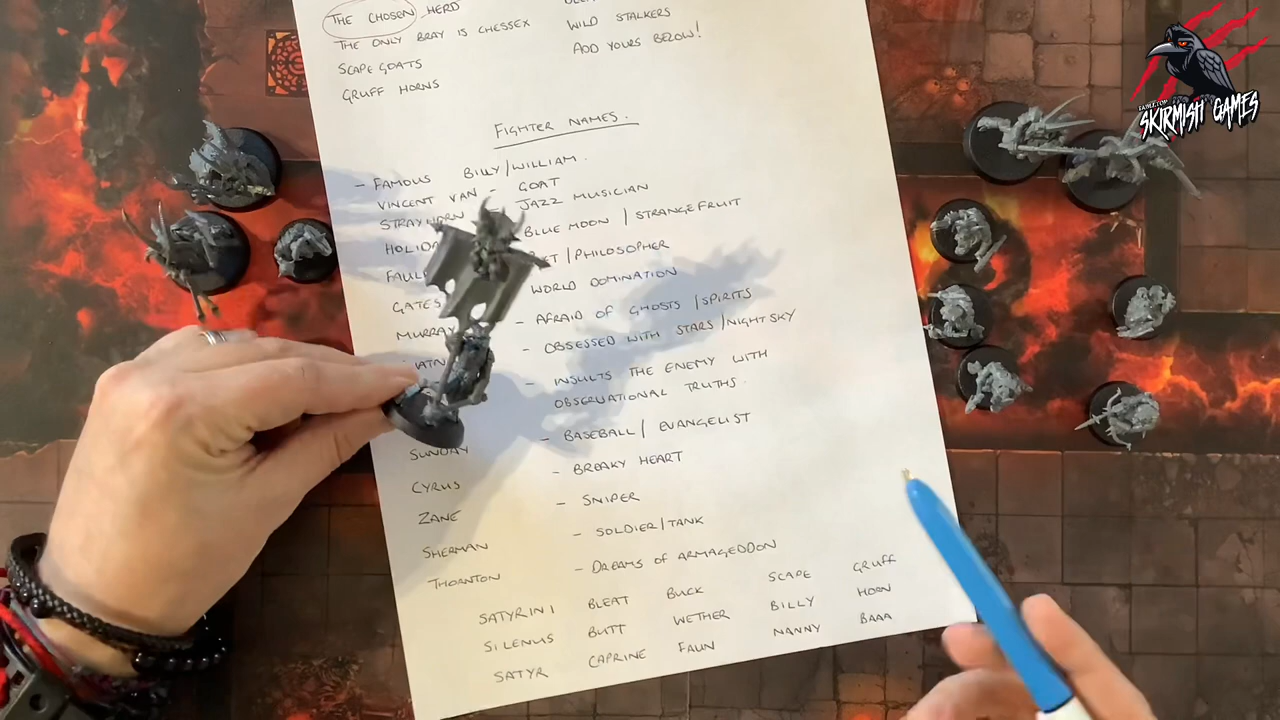 THE CHOSEN HERD
THE ONLY BRAY IS CHESSEX
WILD STALKERS
SCAPE GOATS
ADD YOURS BELOW!
GRUFF HORNS
FIGHTER NAMES.
- FAMOUS BILLY/WILLIAM.
VINCENT VAN - GOAT
STRAYHORN - JAZZ MUSICIAN
BLUE MOON / STRANGEFRUIT
/PHILOSOPHER
GATES WORLD DOMINATION
MURRAY - AFRAID OF GHOSTS /SPIRITS
- OBSESSED WITH STARS /NIGHT SKY
- INSULTS THE ENEMY WITH
OBSERVATIONAL TRUTHS.
SUNDAY - BASEBALL / EVANGELIST
CYRUS - BREAKY HEART
ZANE - SNIPER
SHERMAN - SOLDIER/TANK
THORNTON - DREAMS OF ARMAGEDDON
SATYRINI BLEAT BUCK SCAPE GRUFF
SILENUS BUTT WETHER BILLY HORN
SATYR CAPRINE FAUN NANNY BAAA
TABLETOP
SKIRMISH GAMES